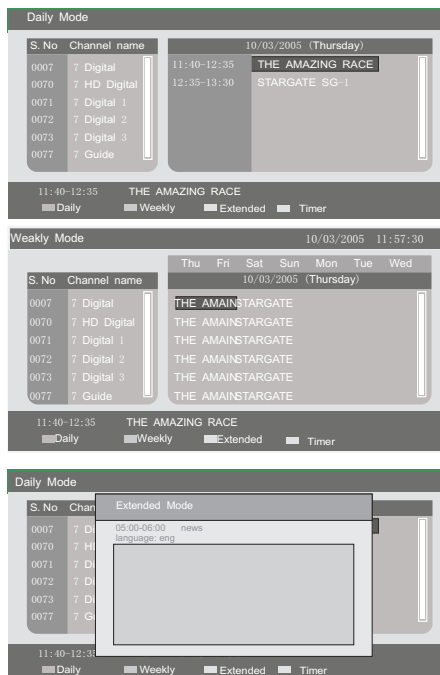 Daily Mode
S. No Channel name 10/03/2005 (Thursday)
0007 7 Digital 11:40-12:35 THE AMAZING RACE
0070 7 HD Digital 12:35-13:30 STARGATE SG-1
0071 7 Digital 1
0072 7 Digital 2
0073 7 Digital 3
0077 7 Guide
11:40-12:35 THE AMAZING RACE
Daily Weekly Extended Timer
Weakly Mode 10/03/2005 11:57:30
Thu Fri Sat Sun Mon Tue Wed
S. No Channel name 10/03/2005 (Thursday)
0007 7 Digital THE AMAINSTARGATE
0070 7 HD Digital THE AMAINSTARGATE
0071 7 Digital 1 THE AMAINSTARGATE
0072 7 Digital 2 THE AMAINSTARGATE
0073 7 Digital 3 THE AMAINSTARGATE
0077 7 Guide THE AMAINSTARGATE
11:40-12:35 THE AMAZING RACE
Daily Weekly Extended Timer
Daily Mode
S. No Chan Extended Mode
0007 7 Di 05:00-06:00 news
language: eng
0070 7 H
0071 7 Di
0072 7 Di
0073 7 Di
0077 7 G
11:40-12:3
Daily Weekly Extended Timer